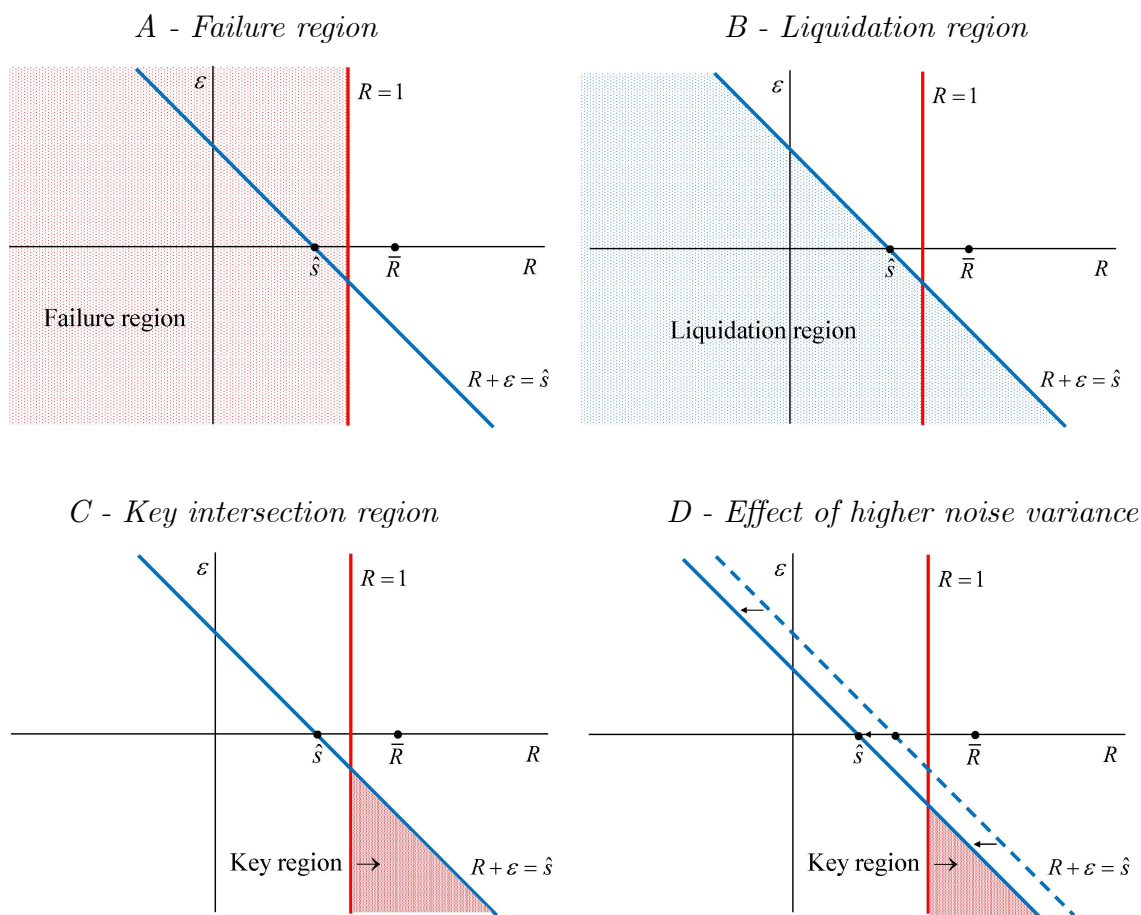 A - Failure region
B - Liquidation region
ε
R = 1
ŝ
R̅
R
Failure region
R + ε = ŝ
ε
R = 1
ŝ
R̅
R
Liquidation region
R + ε = ŝ
C - Key intersection region
D - Effect of higher noise variance
ε
R = 1
ŝ
R̅
R
Key region →
R + ε = ŝ
ε
R = 1
ŝ
R̅
R
Key region →
R + ε = ŝ